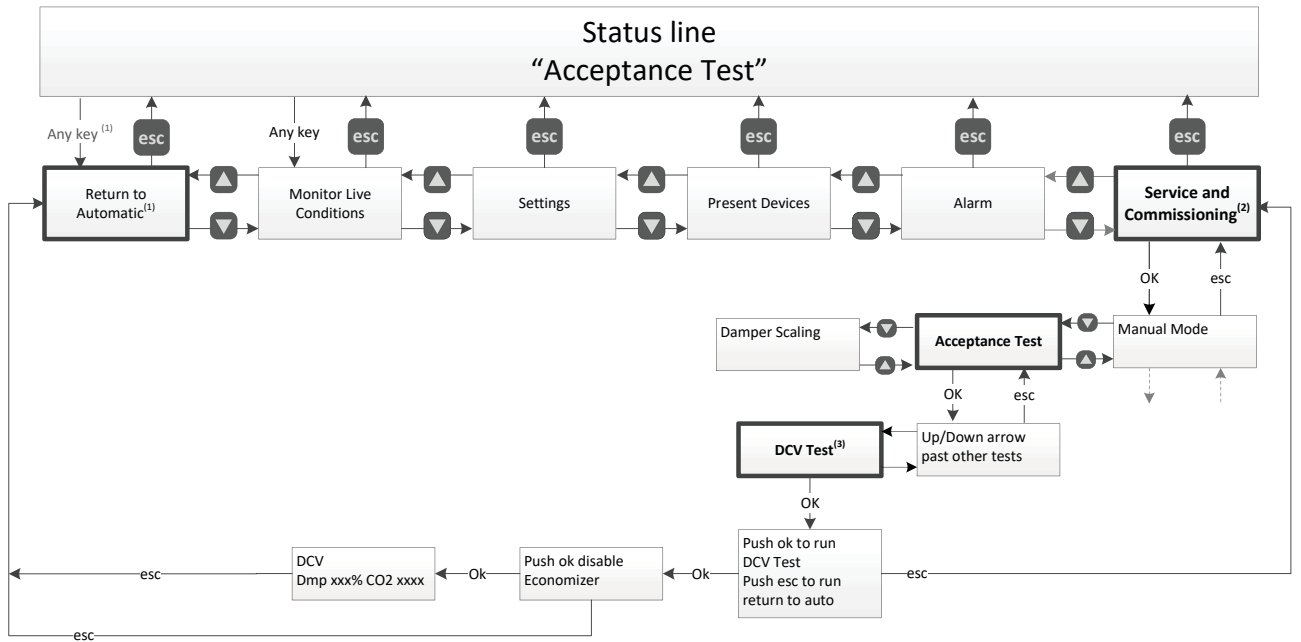 Status line
“Acceptance Test”
Any key (1)
esc
Any key
esc
esc
esc
esc
esc
Return to
Automatic(1)
Monitor Live
Conditions
Settings
Present Devices
Alarm
Service and
Commissioning(2)
OK
esc
Damper Scaling
Acceptance Test
Manual Mode
OK
esc
DCV Test(3)
Up/Down arrow
past other tests
OK
DCV
Dmp xxx% CO2 xxxx
Push ok disable
Economizer
Push ok to run
DCV Test
Push esc to run
return to auto
esc
Ok
Ok
esc
esc